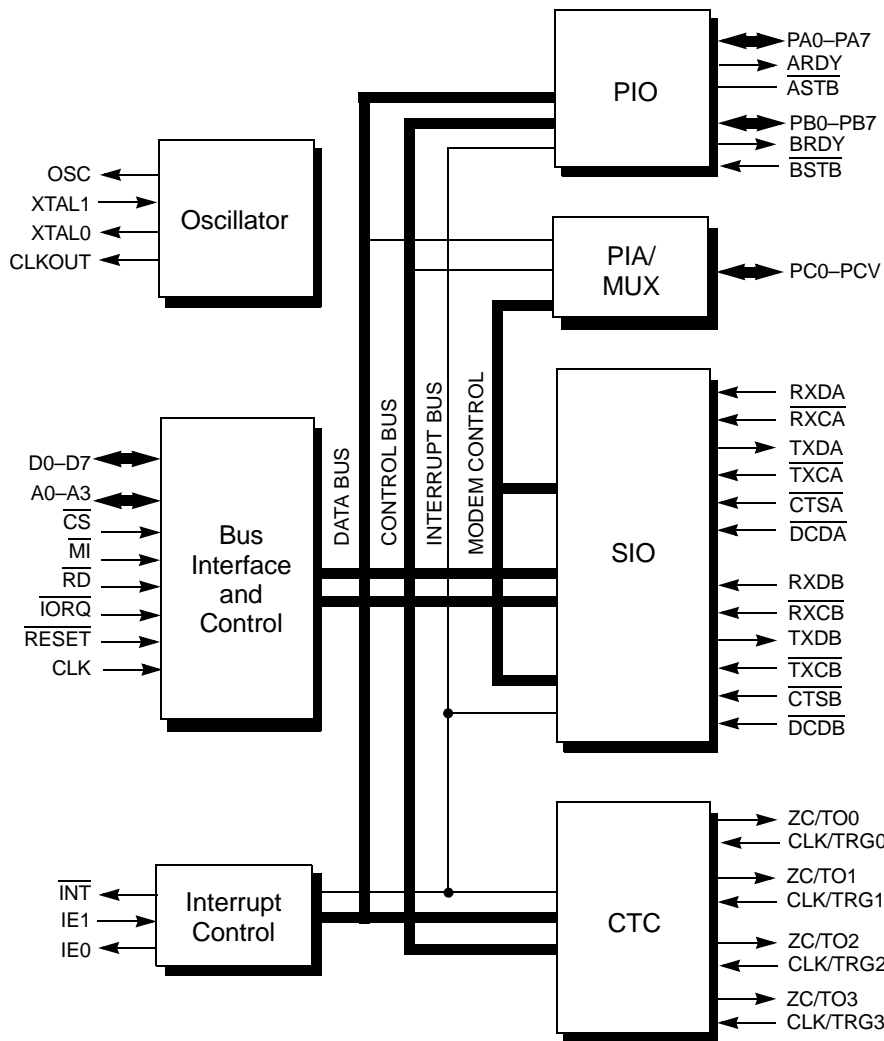 PIO
PA0–PA7
ARDY
ASTB
PB0–PB7
BRDY
BSTB
OSC
XTAL1
XTAL0
CLKOUT
Oscillator
PIA/
MUX
PC0–PCV
DATA BUS
CONTROL BUS
INTERRUPT BUS
MODEM CONTROL
D0–D7
A0–A3
CS
MI
RD
IORQ
RESET
CLK
Bus
Interface
and
Control
SIO
RXDA
RXCA
TXDA
TXCA
CTSA
DCDA
RXDB
RXCB
TXDB
TXCB
CTSB
DCDB
INT
IE1
IE0
Interrupt
Control
CTC
ZC/TO0
CLK/TRG0
ZC/TO1
CLK/TRG1
ZC/TO2
CLK/TRG2
ZC/TO3
CLK/TRG3